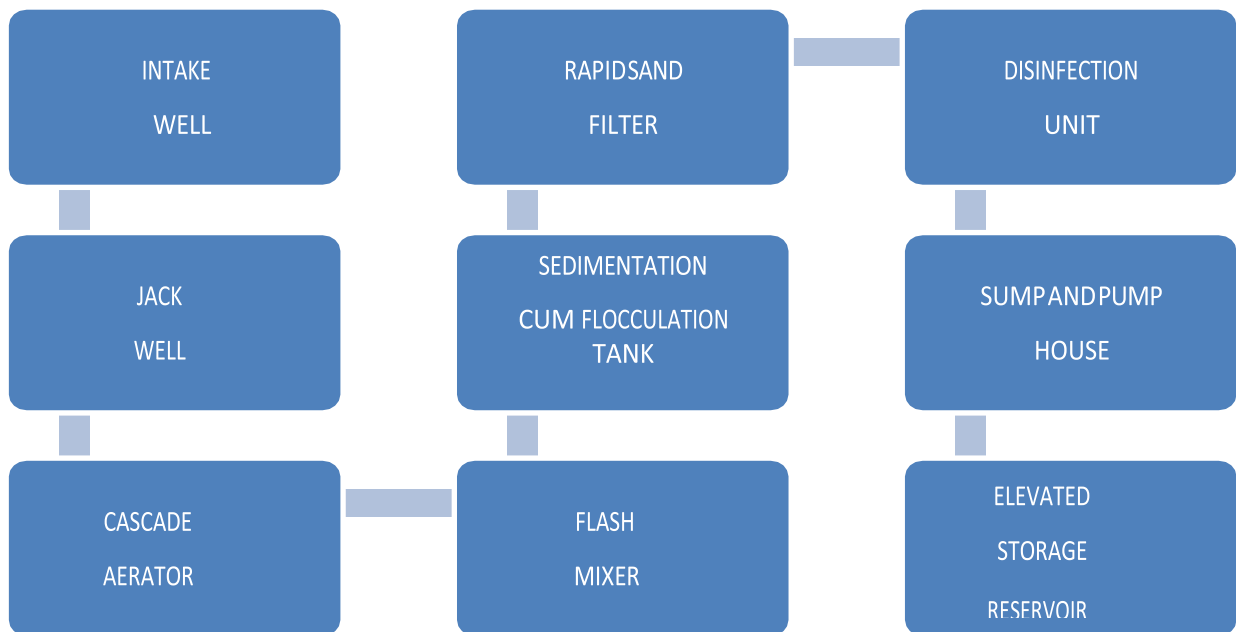 INTAKE
WELL
JACK
WELL
CASCADE
AERATOR
FLASH
MIXER
SEDIMENTATION
CUM FLOCCULATION
TANK
RAPIDSAND
FILTER
DISINFECTION
UNIT
SUMPANDPUMP
HOUSE
ELEVATED
STORAGE
RESERVOIR